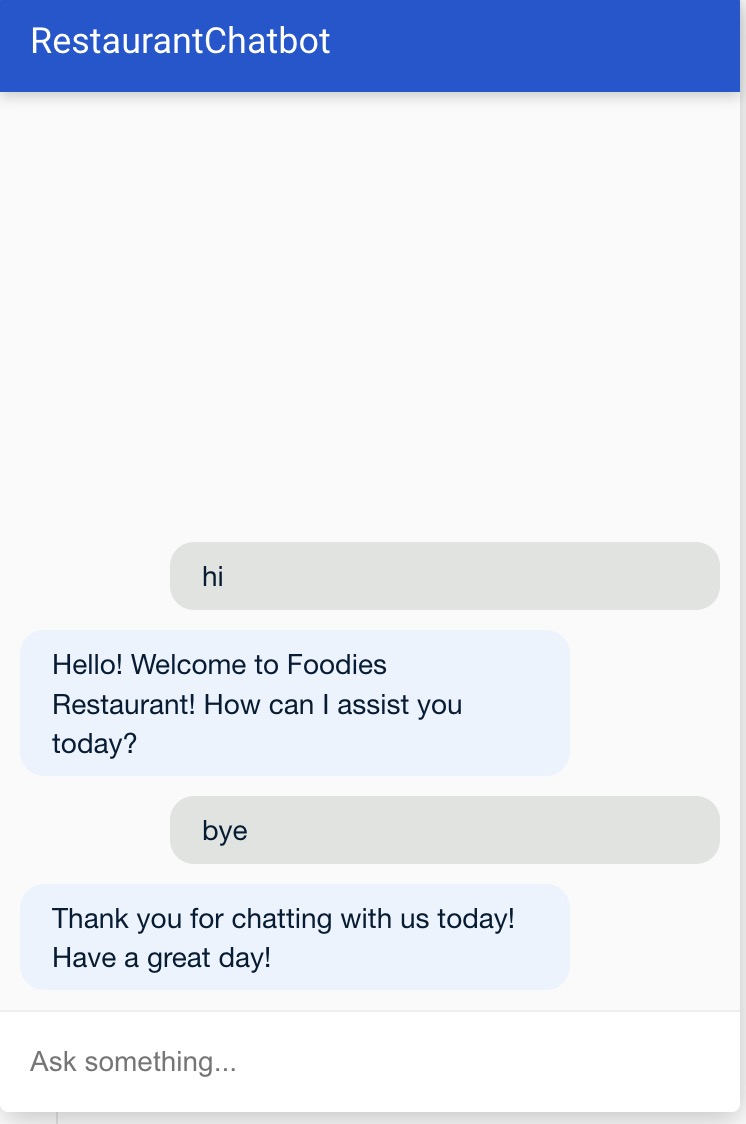 RestaurantChatbot
hi
Hello! Welcome to Foodies
Restaurant! How can I assist you
today?
bye
Thank you for chatting with us today!
Have a great day!
Ask something...